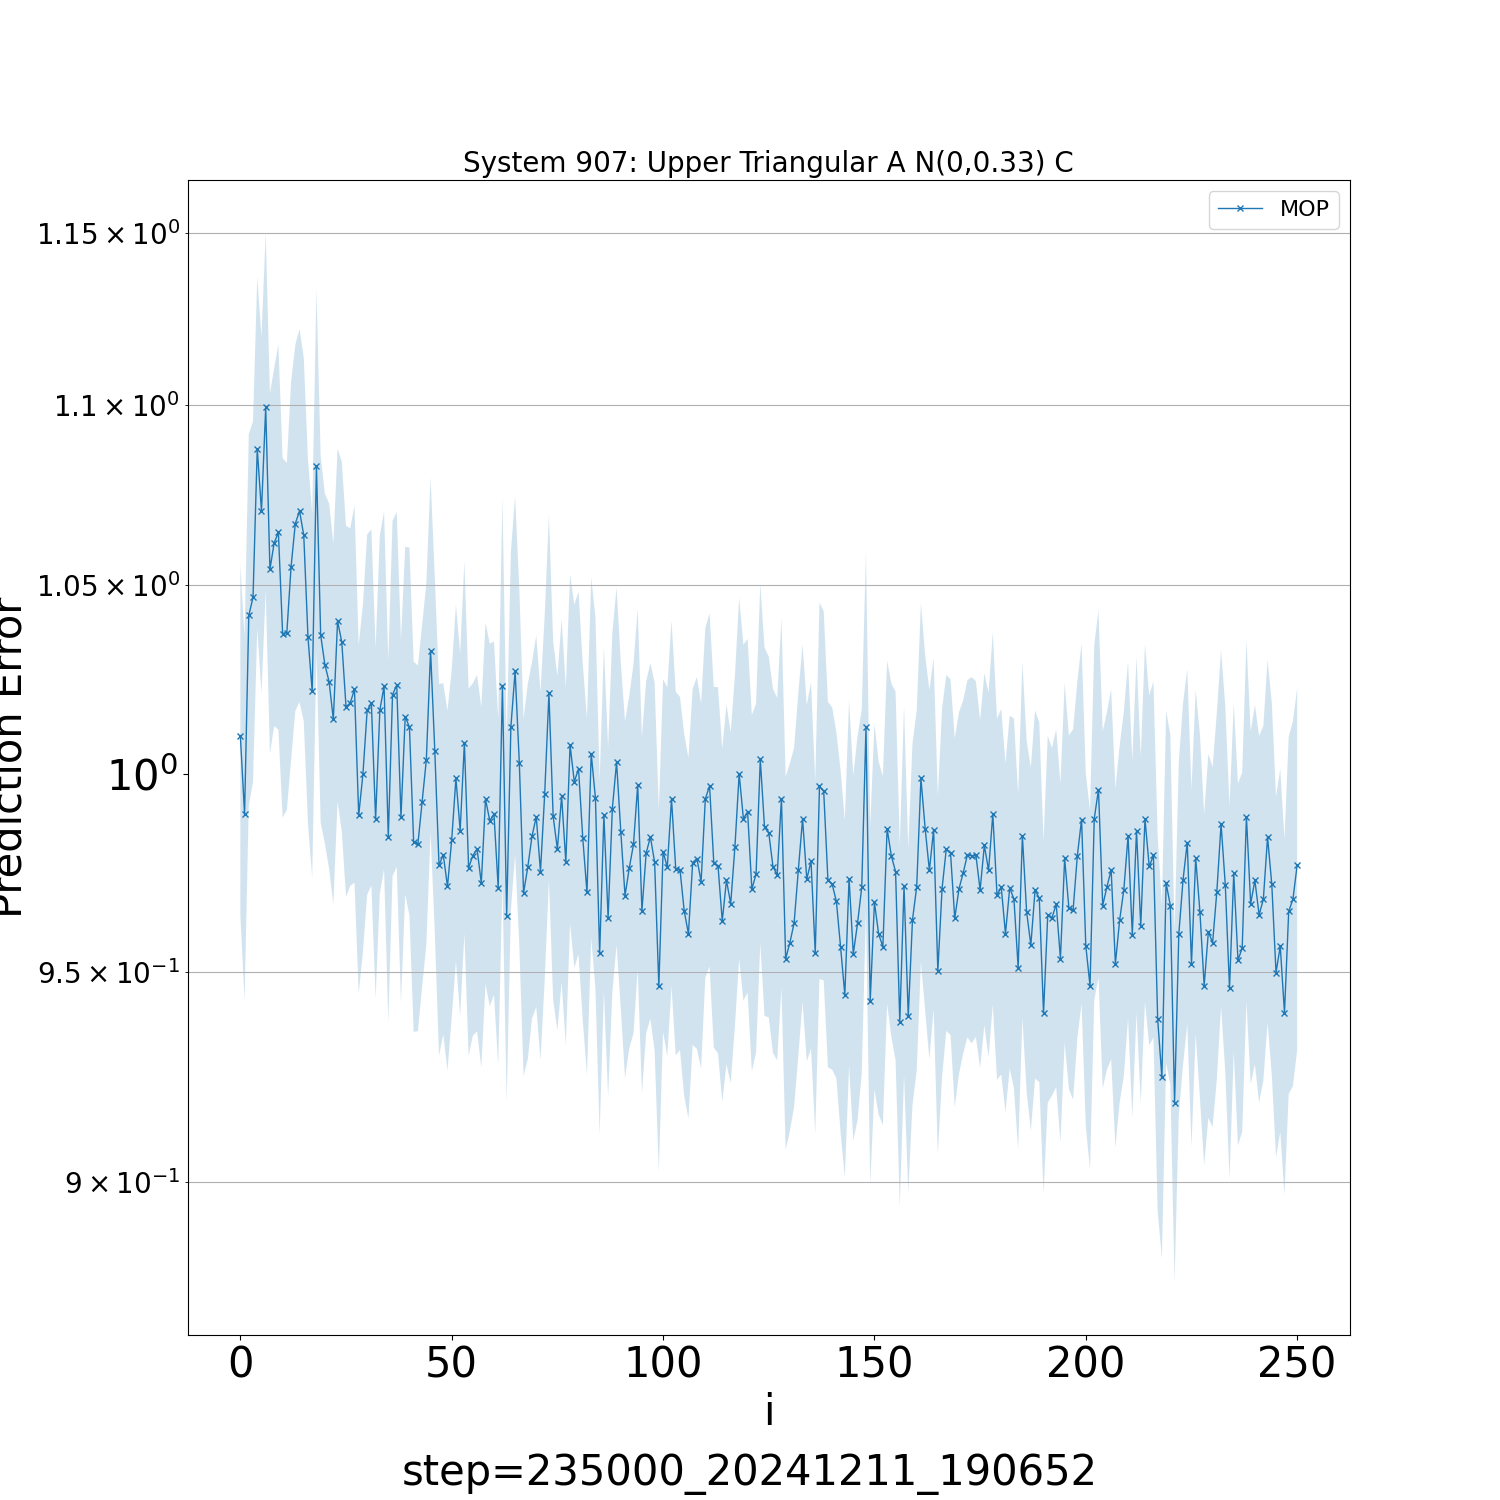 System 907: Upper Triangular A N(0,0.33) C
MOP
1.15 × 10⁰
1.1 × 10⁰
1.05 × 10⁰
10⁰
9.5 × 10⁻¹
9 × 10⁻¹
Prediction Error
0 50 100 150 200 250
i
step=235000_20241211_190652